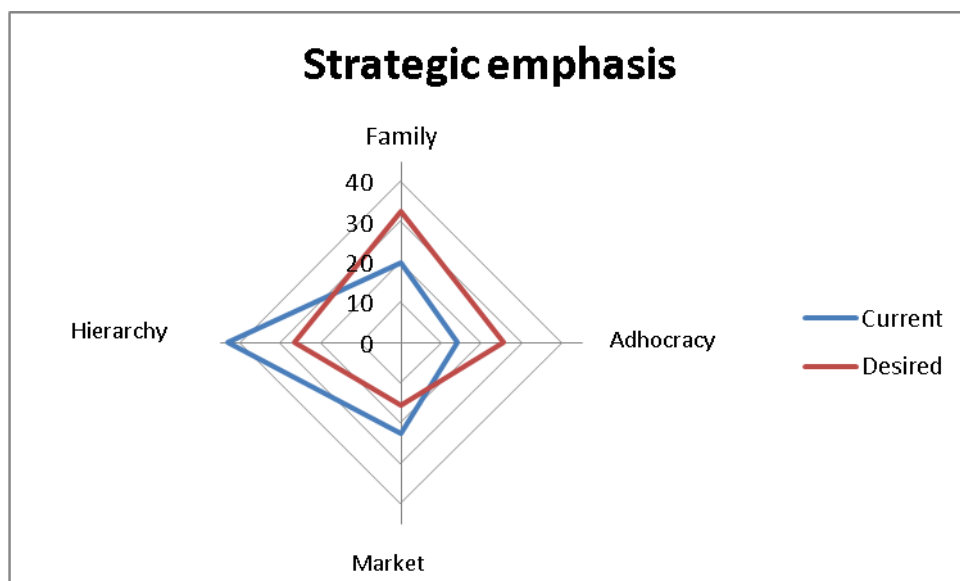 Strategic emphasis
Family
40
30
20
10
0
Hierarchy
Adhocracy
Market
Current
Desired